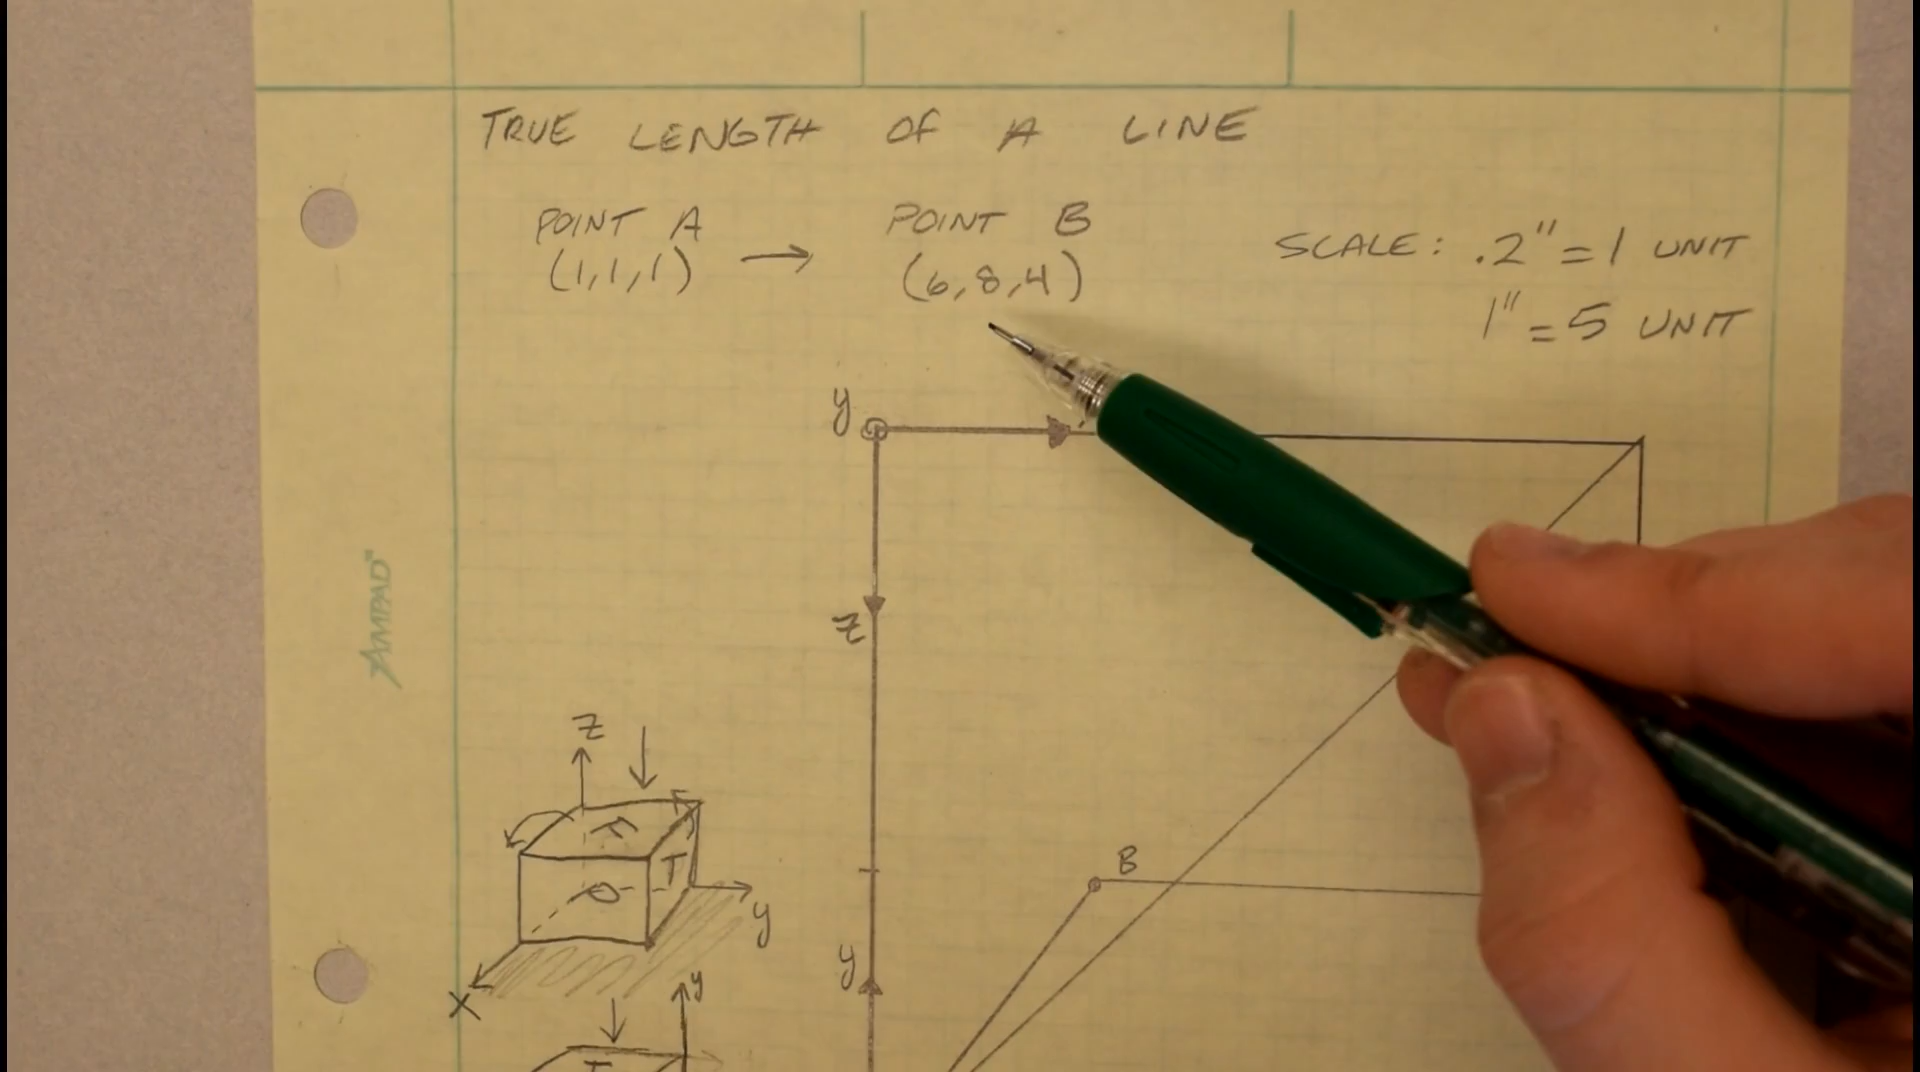 TRUE LENGTH OF A LINE
POINT A → POINT B
(1,1,1) (6,8,4)
SCALE: .2" = 1 UNIT
1" = 5 UNIT
y
z
AMPAD
z
B
T
y
y
x
y